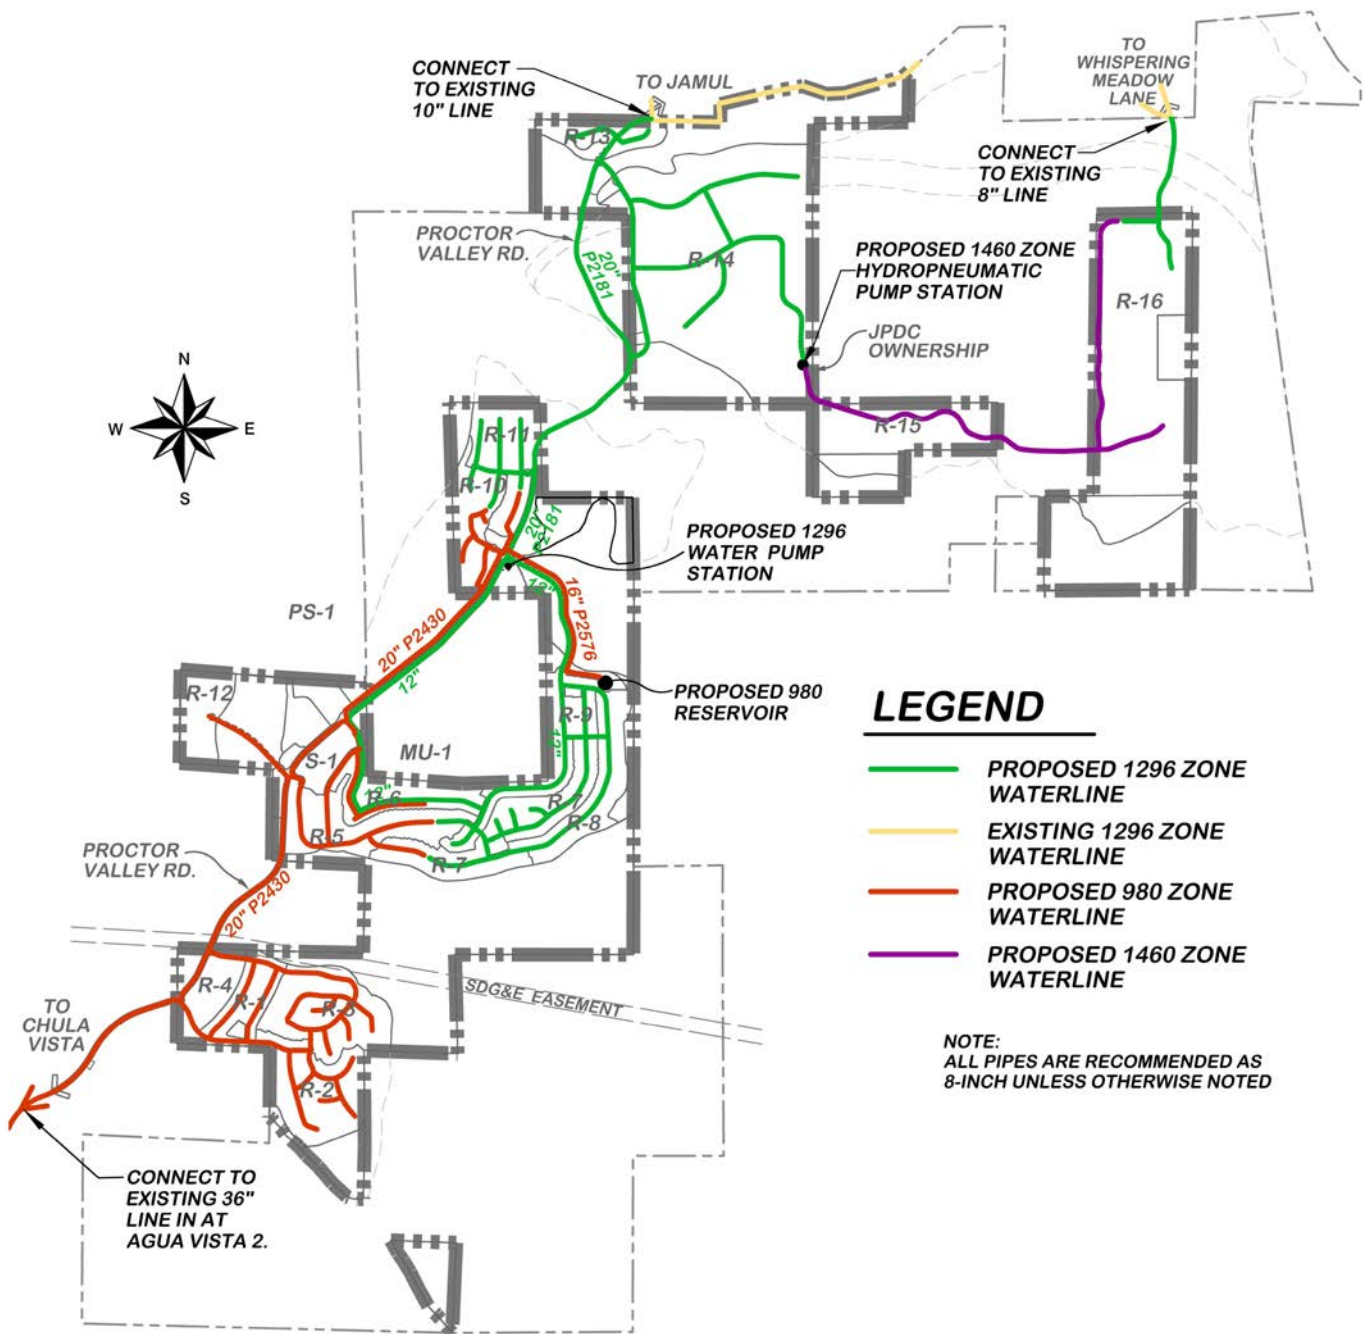 TO
WHISPERING
MEADOW
LANE
CONNECT
TO EXISTING
10" LINE
TO JAMUL
R-13
CONNECT
TO EXISTING
8" LINE
PROCTOR
VALLEY RD.
20"
P2181
R-14
PROPOSED 1460 ZONE
HYDROPNEUMATIC
PUMP STATION
R-16
JPDC
OWNERSHIP
N
W
E
S
R-11
R-15
R-10
20"
P2181
PROPOSED 1296
WATER PUMP
STATION
12"
16" P2576
PS-1
20" P2430
12"
R-12
PROPOSED 980
RESERVOIR
R-9
12"
S-1
MU-1
12"
R-6
R-7
R-8
R-5
R-7
PROCTOR
VALLEY RD.
20" P2430
LEGEND
PROPOSED 1296 ZONE
WATERLINE
EXISTING 1296 ZONE
WATERLINE
PROPOSED 980 ZONE
WATERLINE
PROPOSED 1460 ZONE
WATERLINE
NOTE:
ALL PIPES ARE RECOMMENDED AS
8-INCH UNLESS OTHERWISE NOTED
R-4
R-1
SDG&E EASEMENT
TO
CHULA
VISTA
R-2
CONNECT TO
EXISTING 36"
LINE IN AT
AGUA VISTA 2.